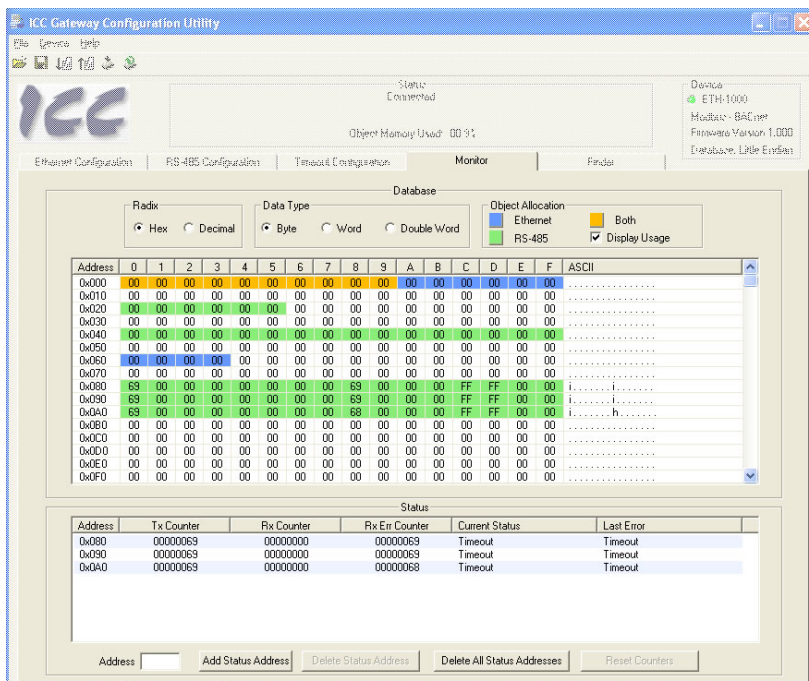 ICC Gateway Configuration Utility
File Device Help
ICC
Status
Connected
Object Memory Used: 00.9%
Device
ETH-1000
Modbus - BACnet
Firmware Version 1.000
Database, Little Endian
Ethernet Configuration RS-485 Configuration Timeout Configuration Monitor Finder
Database
Radix
Hex Decimal
Data Type
Byte Word Double Word
Object Allocation
Ethernet Both
RS-485 Display Usage
Address 0 1 2 3 4 5 6 7 8 9 A B C D E F ASCII
0x000 00 00 00 00 00 00 00 00 00 00 00 00 00 00 00 00 ................
0x010 00 00 00 00 00 00 00 00 00 00 00 00 00 00 00 00 ................
0x020 00 00 00 00 00 00 00 00 00 00 00 00 00 00 00 00 ................
0x030 00 00 00 00 00 00 00 00 00 00 00 00 00 00 00 00 ................
0x040 00 00 00 00 00 00 00 00 00 00 00 00 00 00 00 00 ................
0x050 00 00 00 00 00 00 00 00 00 00 00 00 00 00 00 00 ................
0x060 00 00 00 00 00 00 00 00 00 00 00 00 00 00 00 00 ................
0x070 00 00 00 00 00 00 00 00 00 00 00 00 00 00 00 00 ................
0x080 69 00 00 00 00 00 00 00 69 00 00 00 FF FF 00 00 i.......i.......
0x090 69 00 00 00 00 00 00 00 69 00 00 00 FF FF 00 00 i.......i.......
0x0A0 69 00 00 00 00 00 00 00 68 00 00 00 FF FF 00 00 i.......h.......
0x0B0 00 00 00 00 00 00 00 00 00 00 00 00 00 00 00 00 ................
0x0C0 00 00 00 00 00 00 00 00 00 00 00 00 00 00 00 00 ................
0x0D0 00 00 00 00 00 00 00 00 00 00 00 00 00 00 00 00 ................
0x0E0 00 00 00 00 00 00 00 00 00 00 00 00 00 00 00 00 ................
0x0F0 00 00 00 00 00 00 00 00 00 00 00 00 00 00 00 00 ................
Status
Address Tx Counter Rx Counter Rx Err Counter Current Status Last Error
0x080 00000069 00000000 00000069 Timeout Timeout
0x090 00000069 00000000 00000069 Timeout Timeout
0x0A0 00000069 00000000 00000068 Timeout Timeout
Address Add Status Address Delete Status Address Delete All Status Addresses Reset Counters